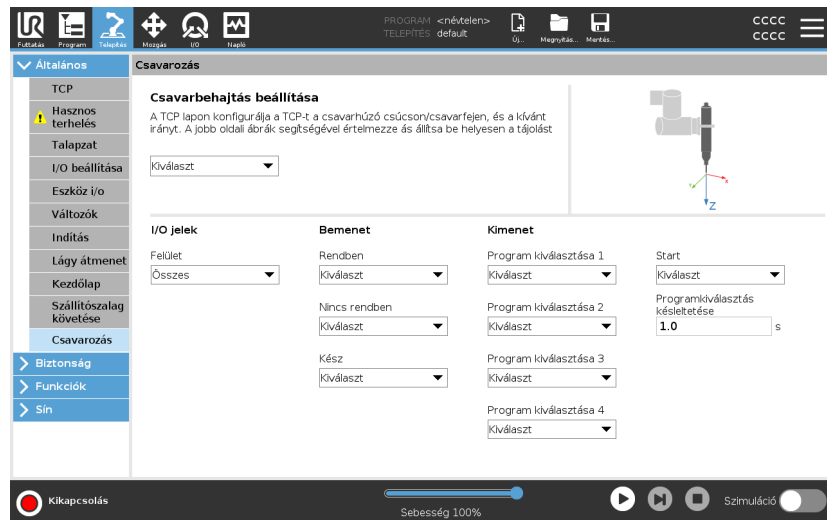 PROGRAM <névtelen>
TELEPÍTÉS default
CCCC
CCCC
Futtatás Program Telepítés Mozgás I/O Napló Új... Megnyitás... Mentés...
Általános
Csavarozás
TCP
Hasznos
terhelés
Talapzat
I/O beállítása
Eszköz i/o
Változók
Indítás
Lágy átmenet
Kezdőlap
Szállítószalag
követése
Csavarozás
Biztonság
Funkciók
Sín
Csavarbehajtás beállítása
A TCP lapon konfigurálja a TCP-t a csavarhúzó csúcson/csavarfejen, és a kívánt
irányt. A jobb oldali ábrák segítségével értelmezze ás állítsa be helyesen a tájolást
Kiválaszt
Y
X
Z
I/O jelek
Felület
Összes
Bemenet
Rendben
Kiválaszt
Nincs rendben
Kiválaszt
Kész
Kiválaszt
Kimenet
Program kiválasztása 1
Kiválaszt
Program kiválasztása 2
Kiválaszt
Program kiválasztása 3
Kiválaszt
Program kiválasztása 4
Kiválaszt
Start
Kiválaszt
Programkiválasztás
késleltetése
1.0 s
Kikapcsolás
Sebesség 100%
Szimuláció